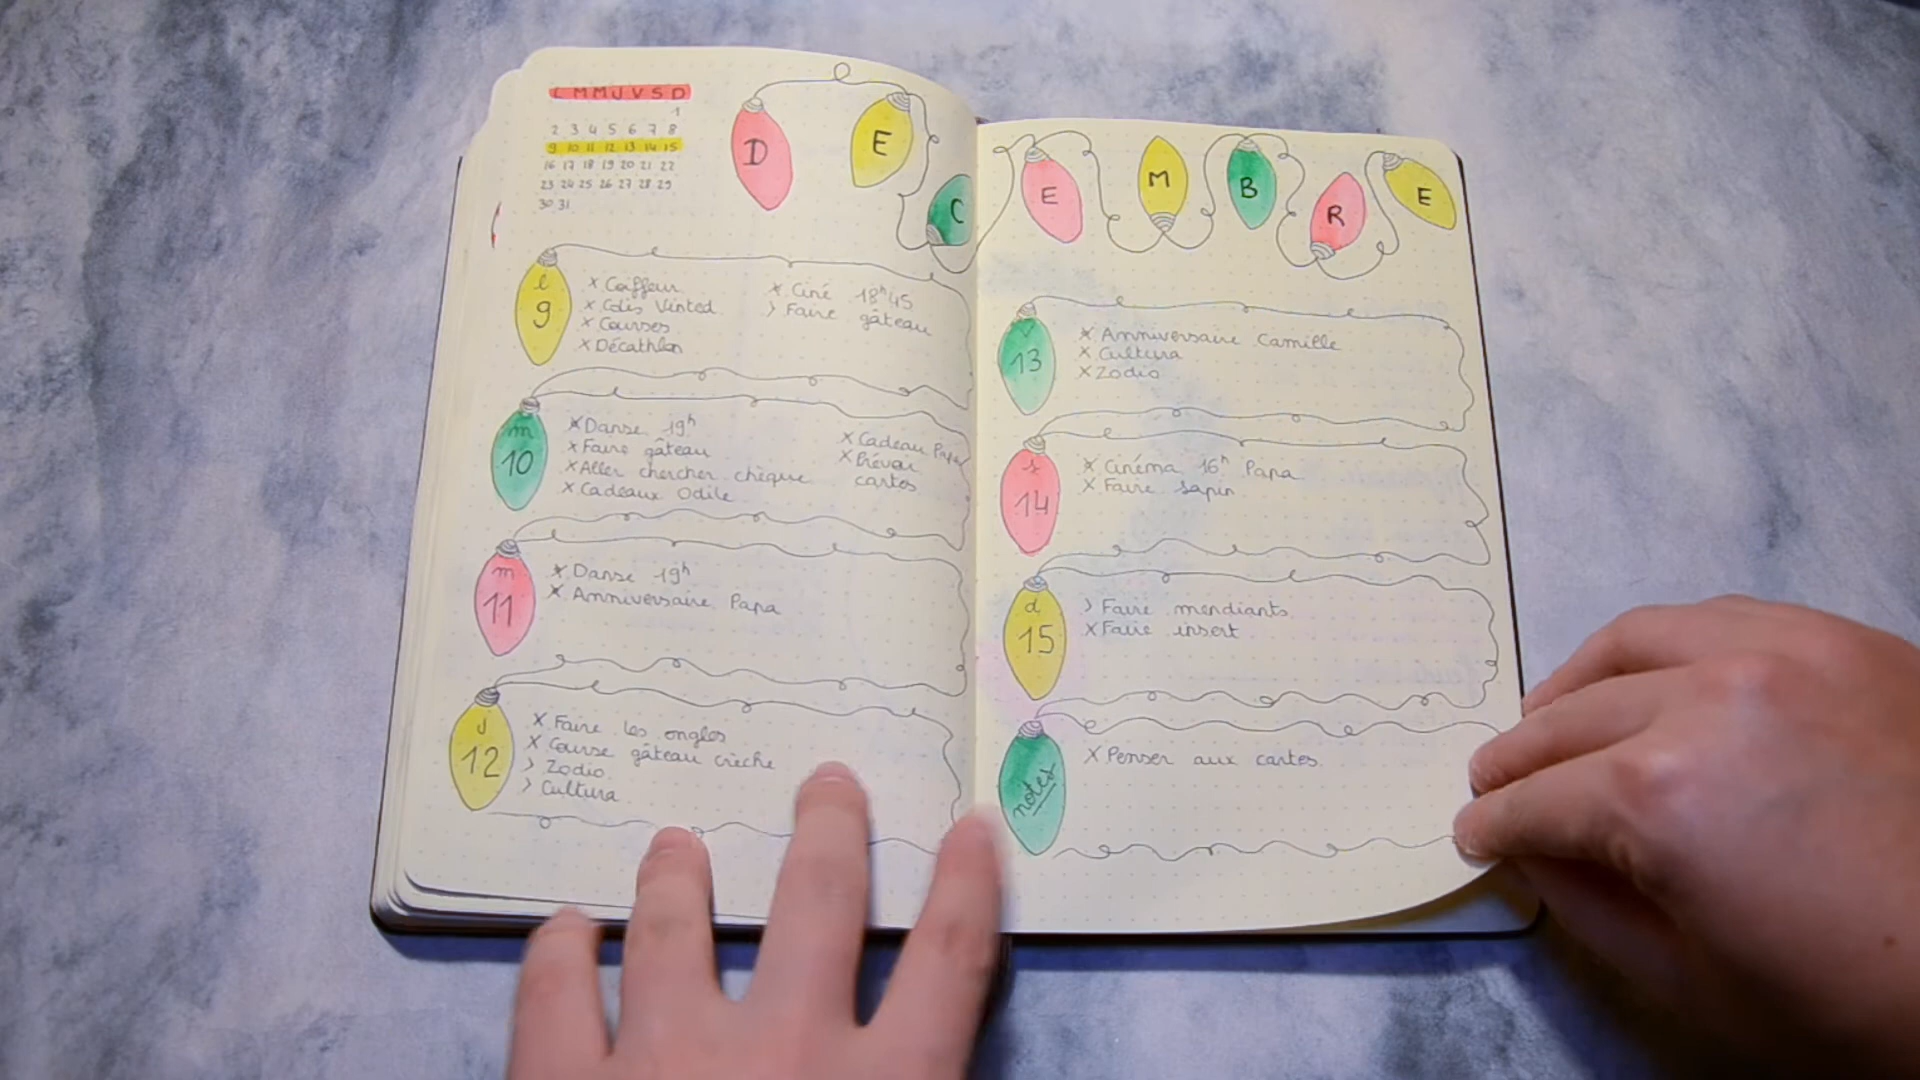 L M M J V S D
1
2 3 4 5 6 7 8
9 10 11 12 13 14 15
16 17 18 19 20 21 22
23 24 25 26 27 28 29
30 31
D E C E M B R E
l
9
x Coiffeur
x Colis Vinted
x Courses
x Décathlon
x Ciné 18h45
> Faire gâteau
m
10
x Danse 19h
x Faire gâteau
x Aller chercher chèque
x Cadeaux Odile
x Cadeau Papa
x Prévoir
cartes
m
11
x Danse 19h
x Anniversaire Papa
J
12
x Faire les ongles
x Course gâteau crèche
> Zodio
> Cultura
V
13
x Anniversaire Camille
x Cultura
x Zodio
s
14
x Cinéma 16h Papa
x Faire sapin
d
15
> Faire mendiants
x Faire insert
notes
x Penser aux cartes